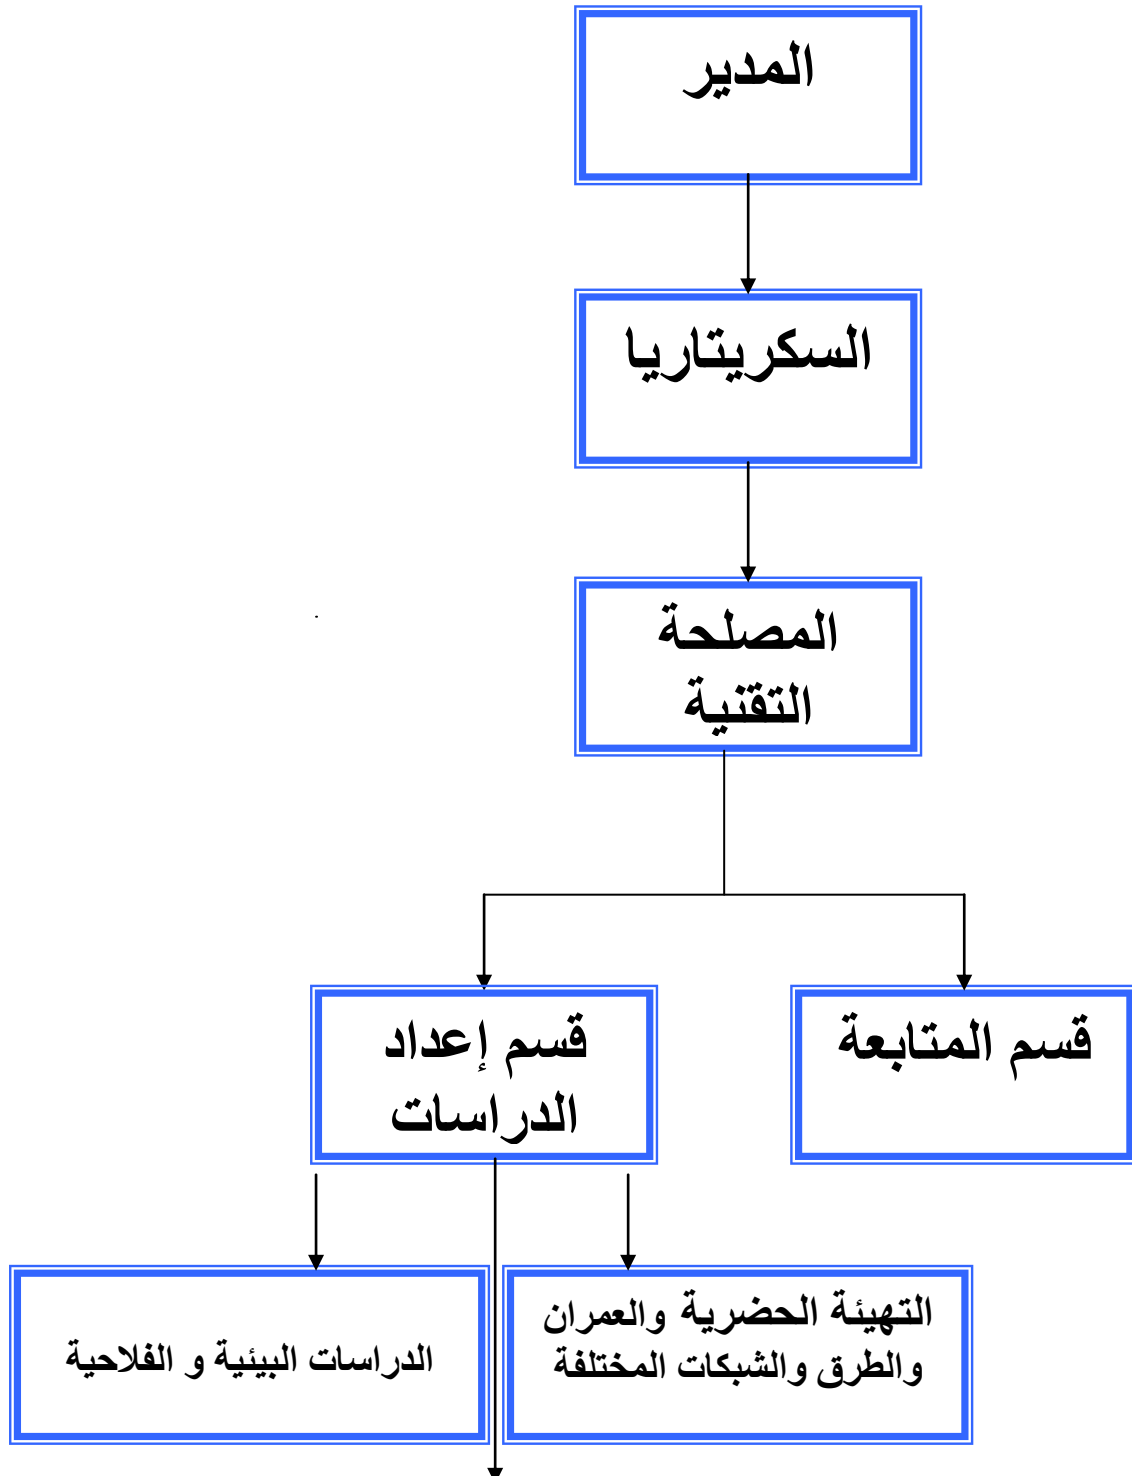 المدير
السكريتاريا
المصلحة
التقنية
قسم المتابعة
قسم إعداد
الدراسات
التهيئة الحضرية والعمران
والطرق والشبكات المختلفة
الدراسات البيئية و الفلاحية